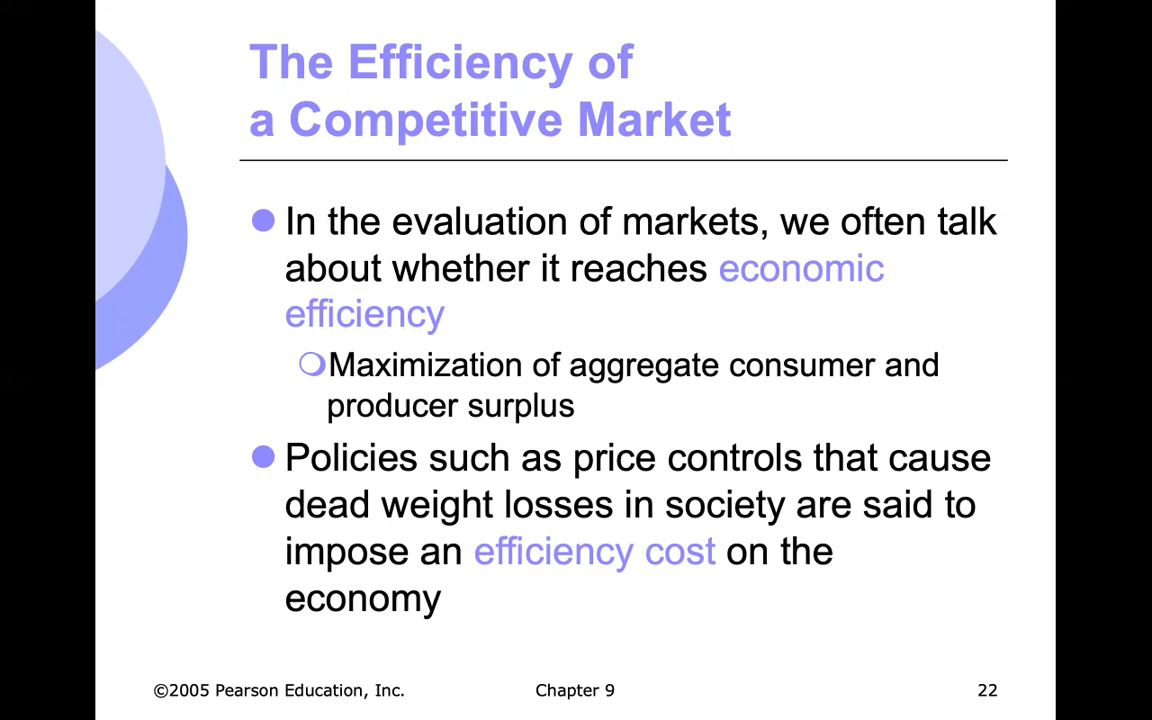 The Efficiency of
a Competitive Market
In the evaluation of markets, we often talk
about whether it reaches economic
efficiency
Maximization of aggregate consumer and
producer surplus
Policies such as price controls that cause
dead weight losses in society are said to
impose an efficiency cost on the
economy
©2005 Pearson Education, Inc. Chapter 9 22